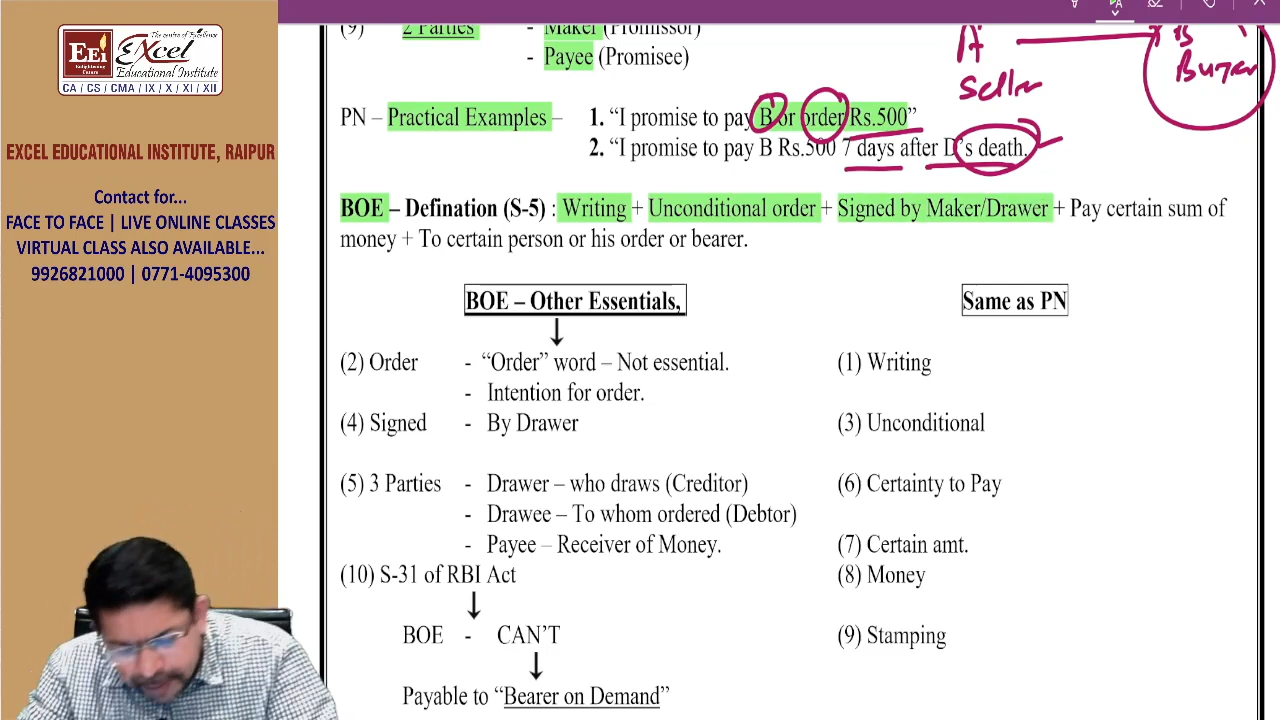 The centre of Excellence
EEi Excel
Enlightening Careers Educational Institute
CA / CS / CMA / IX / X / XI / XII
EXCEL EDUCATIONAL INSTITUTE, RAIPUR
Contact for...
FACE TO FACE | LIVE ONLINE CLASSES
VIRTUAL CLASS ALSO AVAILABLE...
9926821000 | 0771-4095300
(9) 2 Parties - Maker (Promissor)
- Payee (Promisee)
A B
Seller Buyer
PN – Practical Examples – 1. “I promise to pay B or order Rs.500”
2. “I promise to pay B Rs.500 7 days after D’s death.
BOE – Defination (S-5) : Writing + Unconditional order + Signed by Maker/Drawer + Pay certain sum of
money + To certain person or his order or bearer.
BOE – Other Essentials, Same as PN
(2) Order - “Order” word – Not essential. (1) Writing
- Intention for order.
(4) Signed - By Drawer (3) Unconditional
(5) 3 Parties - Drawer – who draws (Creditor) (6) Certainty to Pay
- Drawee – To whom ordered (Debtor)
- Payee – Receiver of Money. (7) Certain amt.
(10) S-31 of RBI Act (8) Money
BOE - CAN’T (9) Stamping
Payable to “Bearer on Demand”